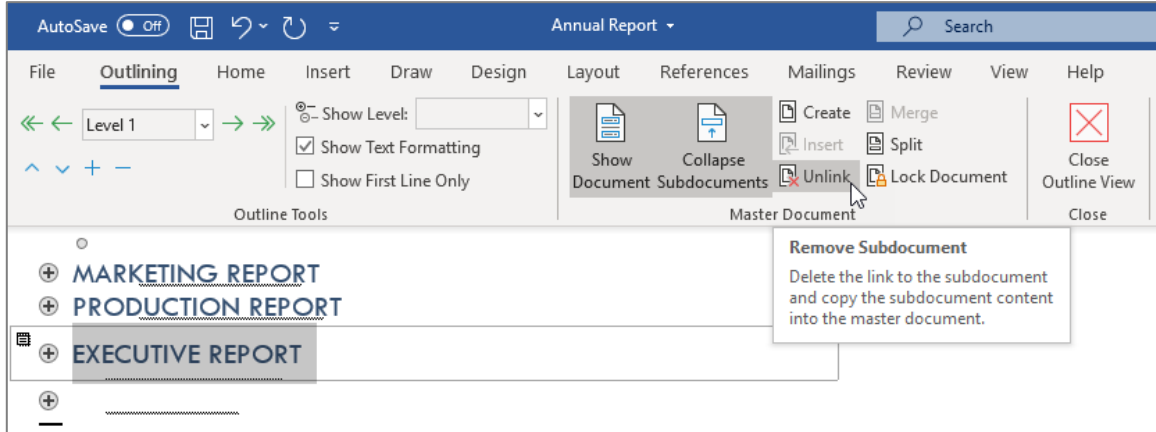 AutoSave Off Annual Report Search
File Outlining Home Insert Draw Design Layout References Mailings Review View Help
Level 1 Show Level: Show Document Collapse Subdocuments Create Merge Close Outline View
Show Text Formatting Insert Split
Show First Line Only Unlink Lock Document
Outline Tools Master Document Close
Remove Subdocument
Delete the link to the subdocument
and copy the subdocument content
into the master document.
MARKETING REPORT
PRODUCTION REPORT
EXECUTIVE REPORT